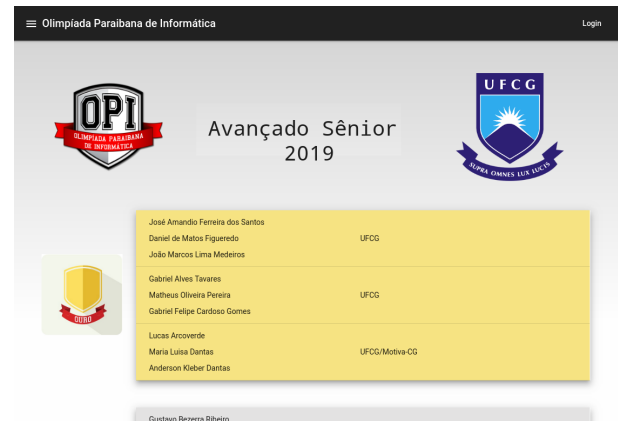 Olimpíada Paraibana de Informática
Login
OPI
OLIMPÍADA PARAIBANA
DE INFORMÁTICA
Avançado Sênior
2019
UFCG
SUPRA OMNES LUX LUCIS
OURO
José Amandio Ferreira dos Santos
Daniel de Matos Figueredo
UFCG
João Marcos Lima Medeiros
Gabriel Alves Tavares
Matheus Oliveira Pereira
UFCG
Gabriel Felipe Cardoso Gomes
Lucas Arcoverde
Maria Luisa Dantas
UFCG/Motiva-CG
Anderson Kleber Dantas
Gustavo Bezerra Ribeiro